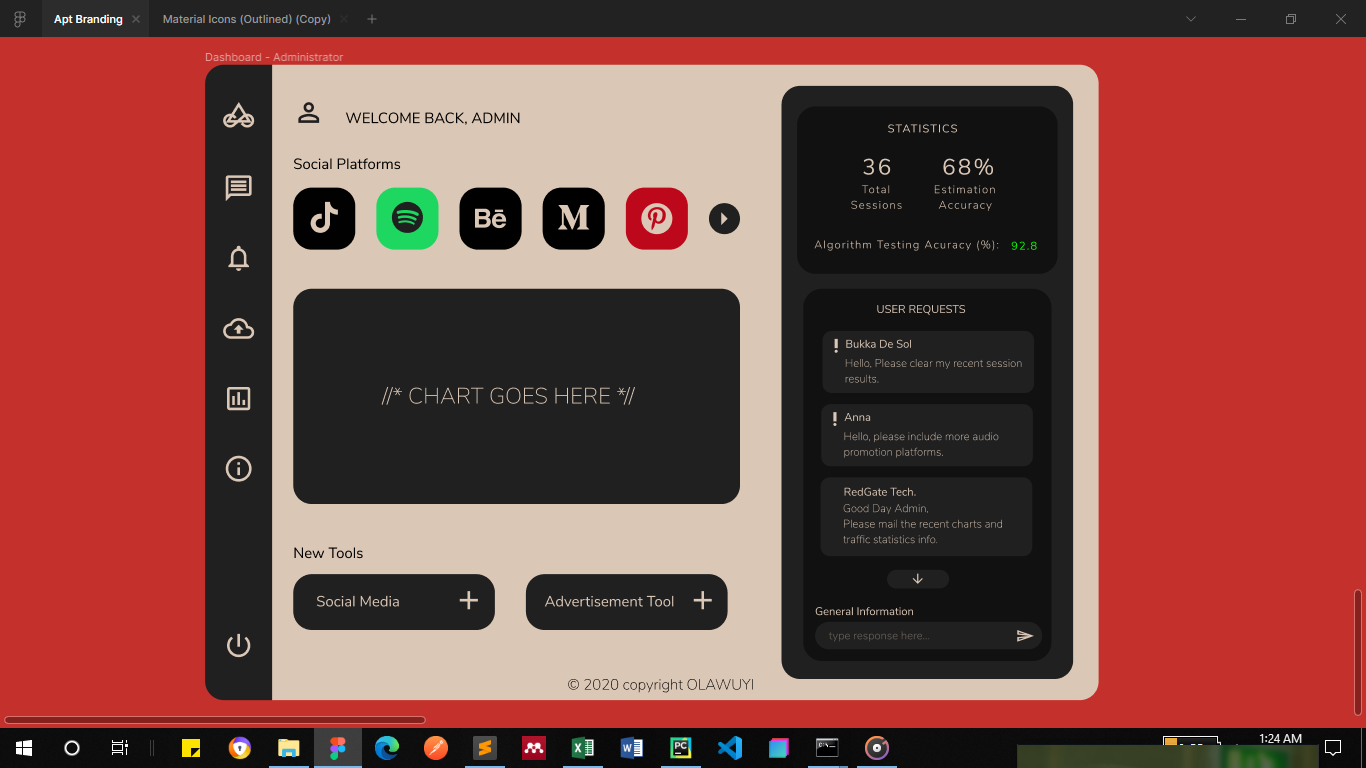 Apt Branding
Material Icons (Outlined) (Copy)
Dashboard - Administrator
WELCOME BACK, ADMIN
Social Platforms
Bē
M
//* CHART GOES HERE *//
New Tools
Social Media
Advertisement Tool
© 2020 copyright OLAWUYI
STATISTICS
36 68%
Total Estimation
Sessions Accuracy
Algorithm Testing Acuracy (%): 92.8
USER REQUESTS
Bukka De Sol
Hello, Please clear my recent session
results.
Anna
Hello, please include more audio
promotion platforms.
RedGate Tech.
Good Day Admin,
Please mail the recent charts and
traffic statistics info.
General Information
type response here...
PC
1:24 AM